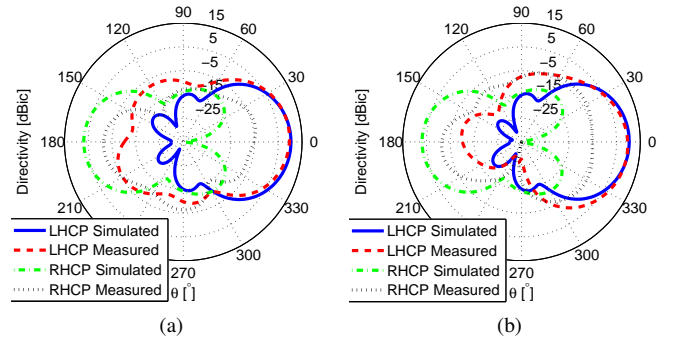 90 15
120 5 60
-5
150 -15 30
-25
180 0
210 330
300
270
Directivity [dBic]
θ [°]
LHCP Simulated
LHCP Measured
RHCP Simulated
RHCP Measured
(a)
90 15
120 5 60
-5
150 -15 30
-25
180 0
210 330
300
270
Directivity [dBic]
θ [°]
LHCP Simulated
LHCP Measured
RHCP Simulated
RHCP Measured
(b)